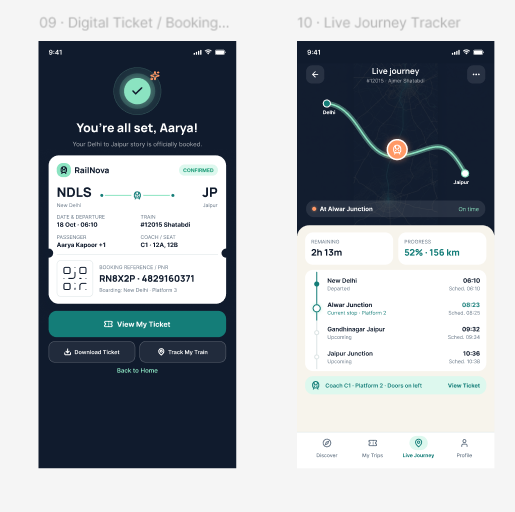 09 · Digital Ticket / Booking...
9:41
You're all set, Aarya!
Your Delhi to Jaipur story is officially booked.
RailNova
CONFIRMED
NDLS
JP
New Delhi
Jaipur
DATE & DEPARTURE
TRAIN
18 Oct · 06:10
#12015 Shatabdi
PASSENGER
COACH / SEAT
Aarya Kapoor +1
C1 · 12A, 12B
BOOKING REFERENCE / PNR
RN8X2P · 4829160371
Boarding: New Delhi · Platform 3
View My Ticket
Download Ticket
Track My Train
Back to Home
10 · Live Journey Tracker
9:41
Live journey
#12015 · Ajmer Shatabdi
Delhi
Jaipur
At Alwar Junction
On time
REMAINING
2h 13m
PROGRESS
52% · 156 km
New Delhi
06:10
Departed
Sched. 06:10
Alwar Junction
08:23
Current stop · Platform 2
Sched. 08:25
Gandhinagar Jaipur
09:32
Upcoming
Sched. 09:34
Jaipur Junction
10:36
Upcoming
Sched. 10:36
Coach C1 · Platform 2 · Doors on left
View Ticket
Discover
My Trips
Live Journey
Profile